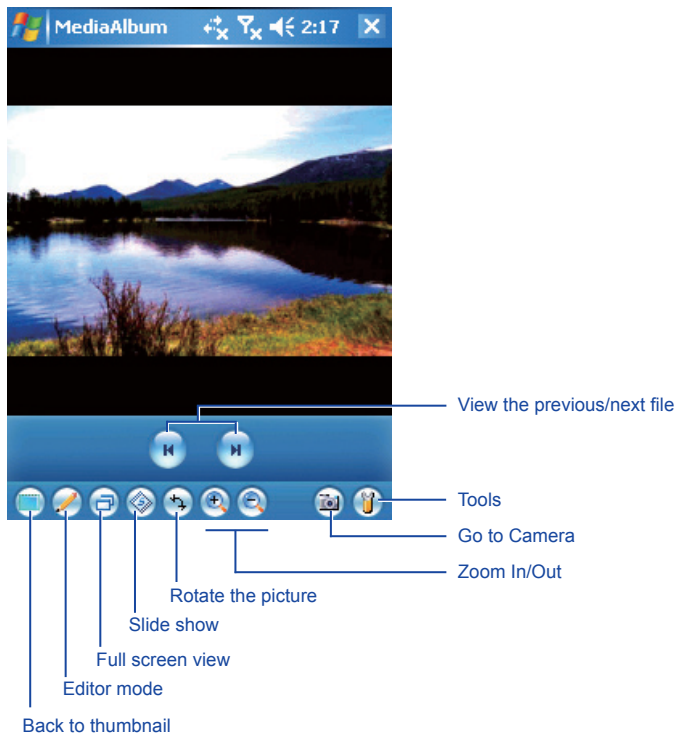 MediaAlbum 2:17
View the previous/next file
Tools
Go to Camera
Zoom In/Out
Rotate the picture
Slide show
Full screen view
Editor mode
Back to thumbnail